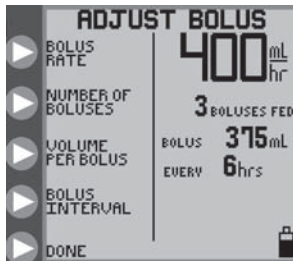 ADJUST BOLUS
BOLUS
RATE
400 mL
hr
NUMBER OF
BOLUSES
3 BOLUSES FED
VOLUME
PER BOLUS
BOLUS 375mL
EVERY 6hrs
BOLUS
INTERVAL
DONE